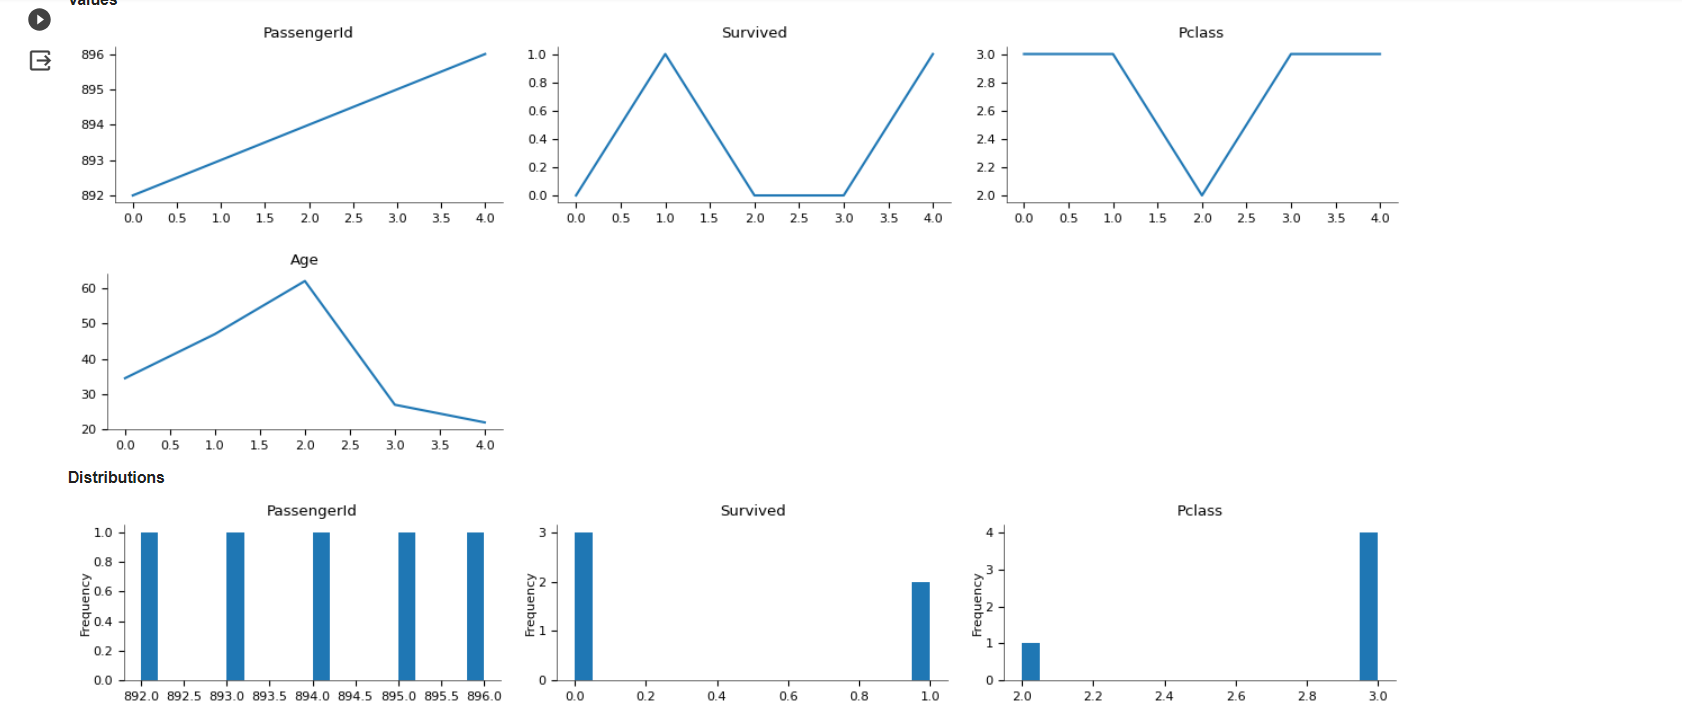 Values
PassengerId
Survived
Pclass
896
895
894
893
892
0.0 0.5 1.0 1.5 2.0 2.5 3.0 3.5 4.0
1.0
0.8
0.6
0.4
0.2
0.0
0.0 0.5 1.0 1.5 2.0 2.5 3.0 3.5 4.0
3.0
2.8
2.6
2.4
2.2
2.0
0.0 0.5 1.0 1.5 2.0 2.5 3.0 3.5 4.0
Age
60
50
40
30
20
0.0 0.5 1.0 1.5 2.0 2.5 3.0 3.5 4.0
Distributions
PassengerId
Survived
Pclass
Frequency
1.0
0.8
0.6
0.4
0.2
0.0
892.0 892.5 893.0 893.5 894.0 894.5 895.0 895.5 896.0
Frequency
3
2
1
0
0.0 0.2 0.4 0.6 0.8 1.0
Frequency
4
3
2
1
0
2.0 2.2 2.4 2.6 2.8 3.0